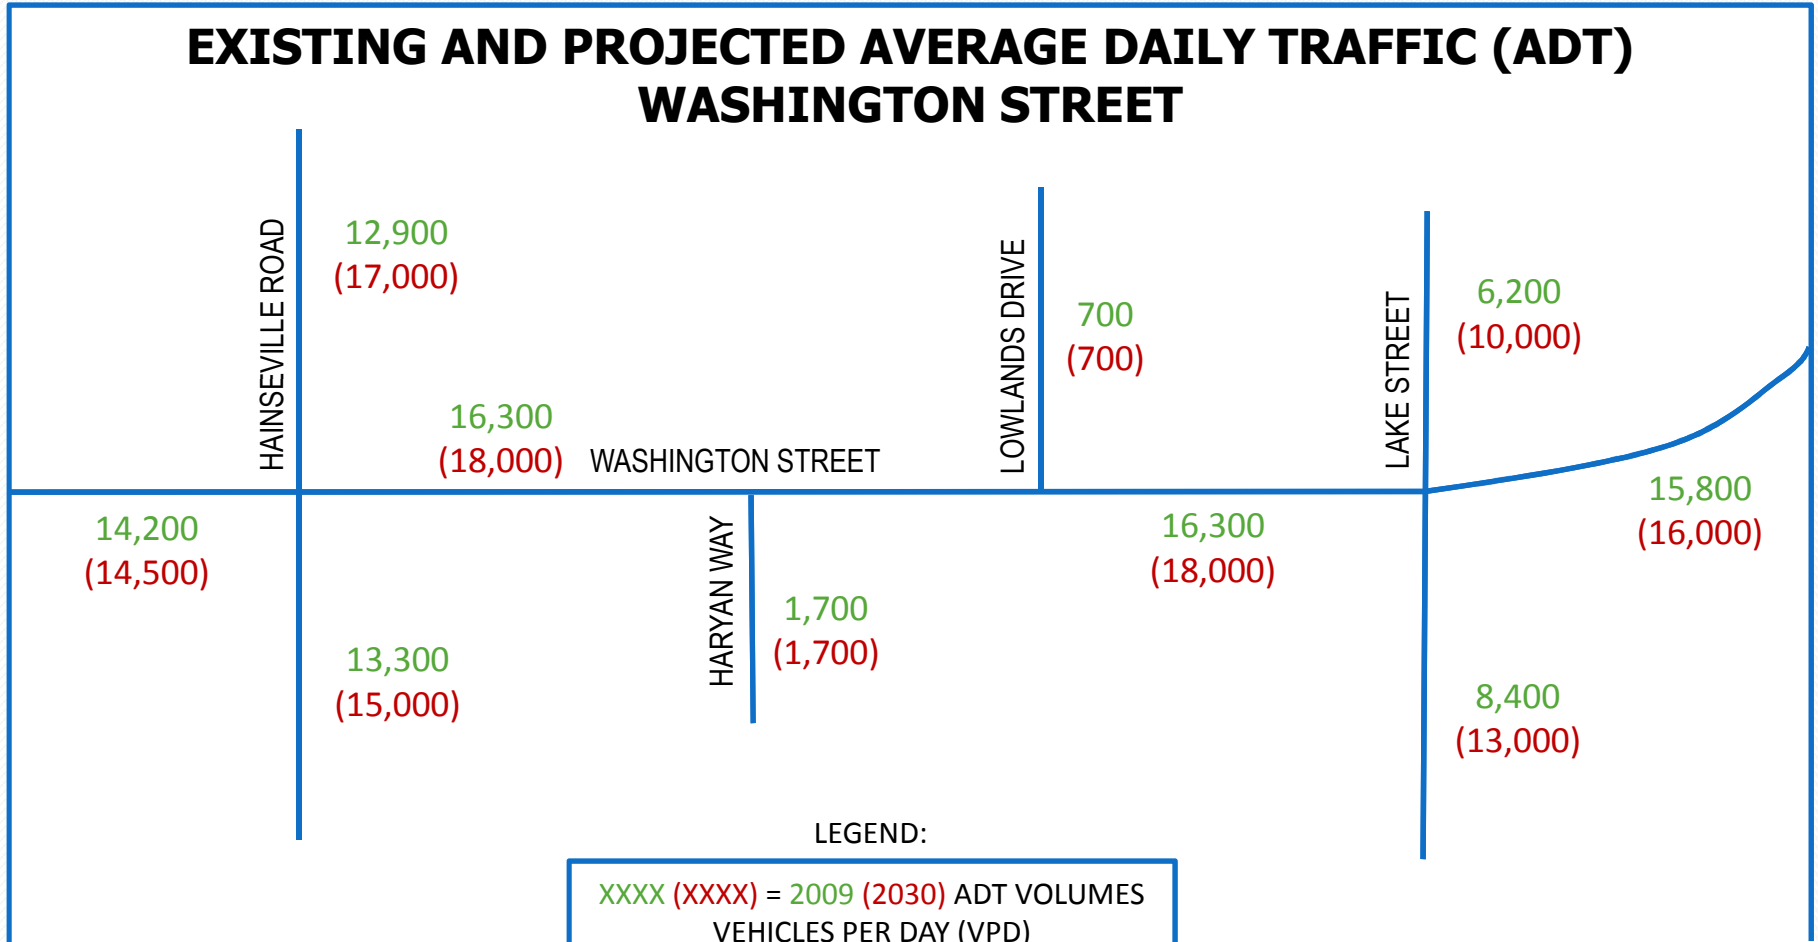 EXISTING AND PROJECTED AVERAGE DAILY TRAFFIC (ADT)
WASHINGTON STREET
HAINSEVILLE ROAD
12,900
(17,000)
LOWLANDS DRIVE
700
(700)
LAKE STREET
6,200
(10,000)
16,300
(18,000)
WASHINGTON STREET
15,800
(16,000)
14,200
(14,500)
HARYAN WAY
16,300
(18,000)
1,700
(1,700)
13,300
(15,000)
8,400
(13,000)
LEGEND:
XXXX (XXXX) = 2009 (2030) ADT VOLUMES
VEHICLES PER DAY (VPD)